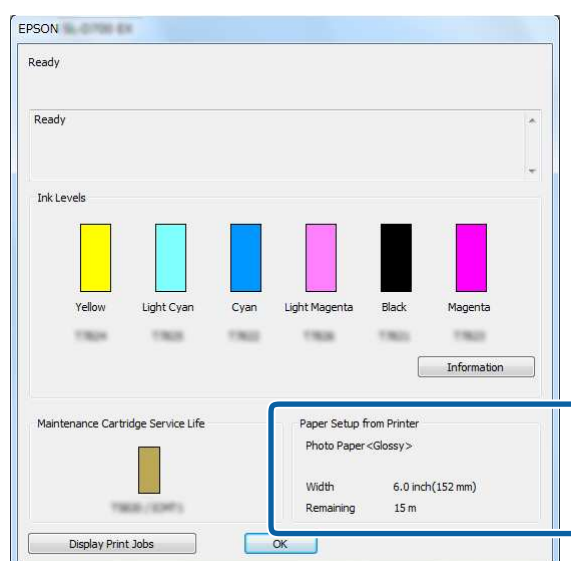 EPSON
Ready
Ready
Ink Levels
Yellow Light Cyan Cyan Light Magenta Black Magenta
Information
Maintenance Cartridge Service Life
Paper Setup from Printer
Photo Paper<Glossy>
Width 6.0 inch(152 mm)
Remaining 15 m
Display Print Jobs OK